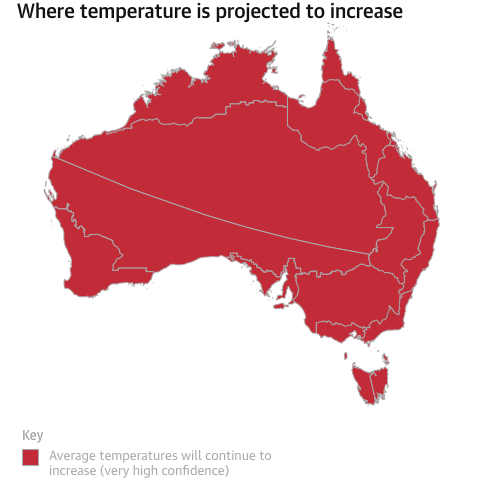 Where temperature is projected to increase
Key
Average temperatures will continue to
increase (very high confidence)